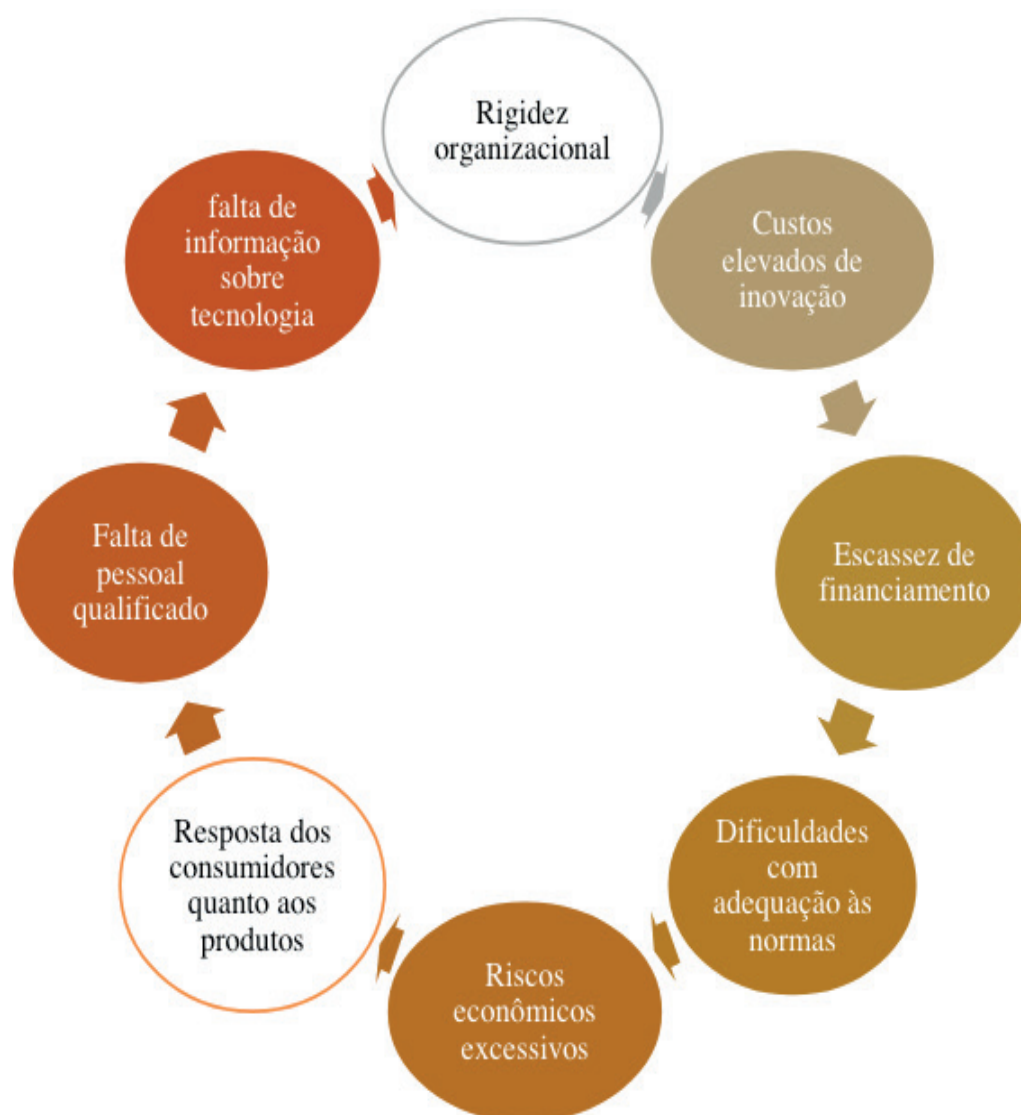 Rigidez
organizacional
Custos
elevados de
inovação
Escassez de
financiamento
Dificuldades
com
adequação às
normas
Riscos
econômicos
excessivos
Resposta dos
consumidores
quanto aos
produtos
Falta de
pessoal
qualificado
falta de
informação
sobre
tecnologia